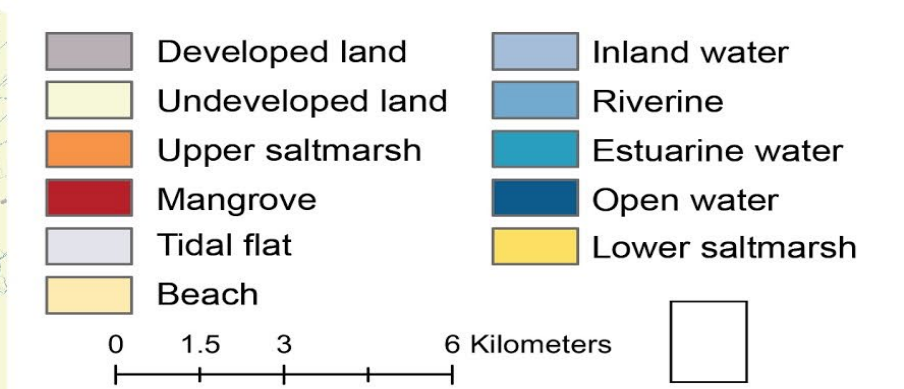 Developed land
Undeveloped land
Upper saltmarsh
Mangrove
Tidal flat
Beach
Inland water
Riverine
Estuarine water
Open water
Lower saltmarsh
0 1.5 3 6 Kilometers